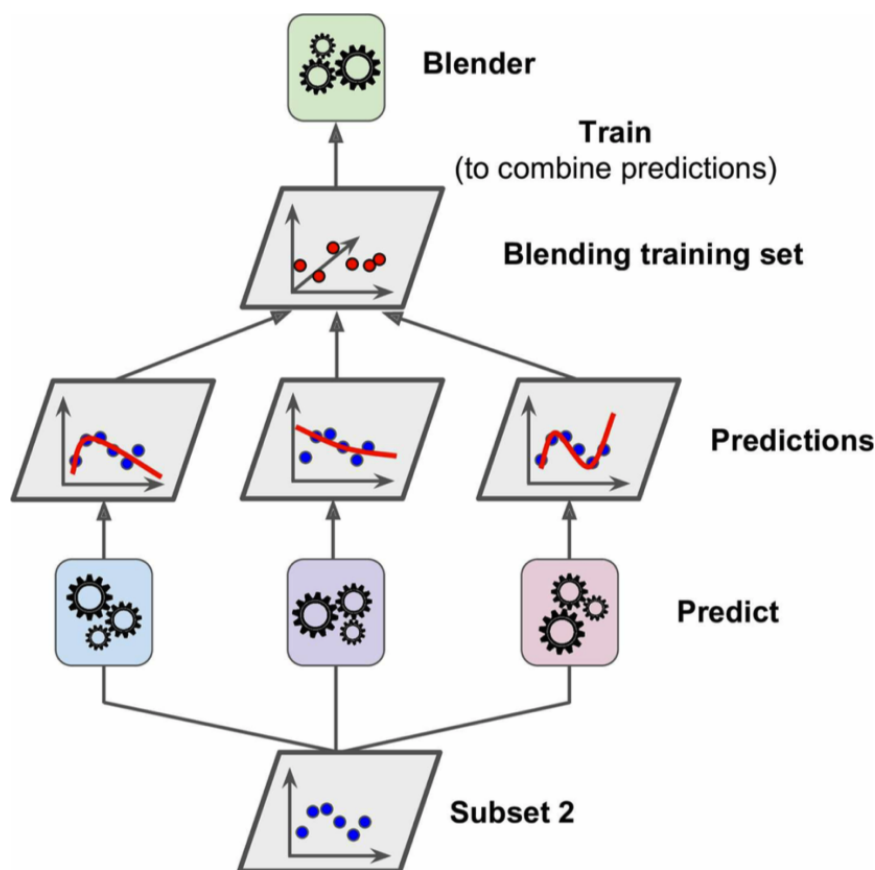 Blender
Train
(to combine predictions)
Blending training set
Predictions
Predict
Subset 2